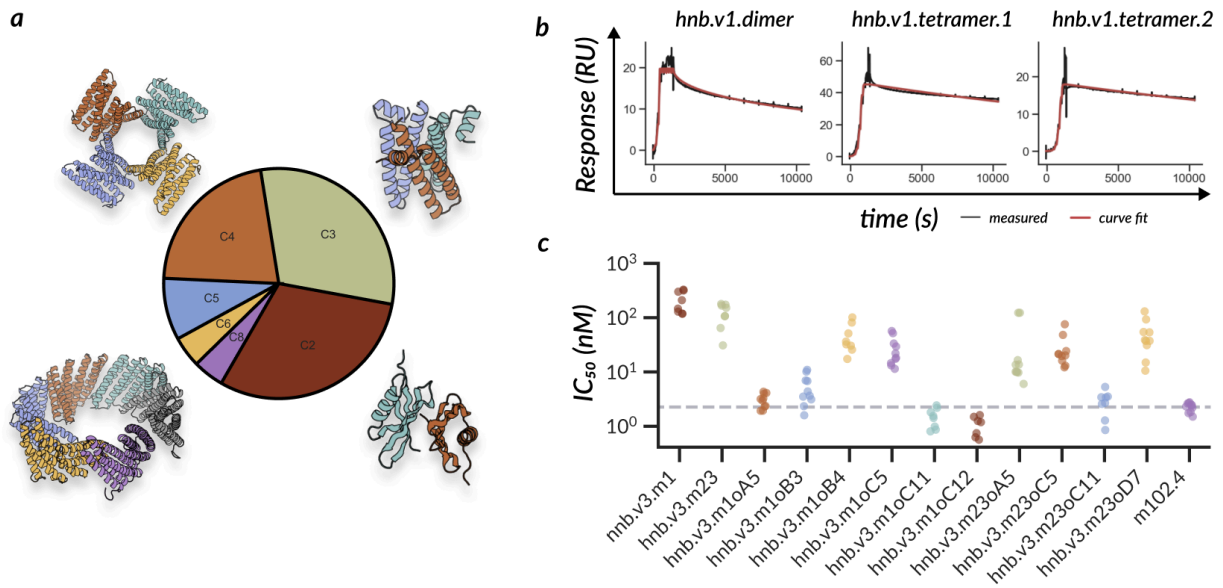 a
C4
C3
C5
C6
C8
C2
b
hnb.v1.dimer
hnb.v1.tetramer.1
hnb.v1.tetramer.2
Response (RU)
20
10
0
0
5000
10000
60
40
20
0
0
5000
10000
20
10
0
0
5000
10000
time (s)
measured
curve fit
c
IC₅₀ (nM)
10³
10²
10¹
10⁰
nnb.v3.m1
hnb.v3.m23
hnb.v3.m1oA5
hnb.v3.m1oB3
hnb.v3.m1oB4
hnb.v3.m1oC5
hnb.v3.m1oC11
hnb.v3.m1oC12
hnb.v3.m23oA5
hnb.v3.m23oC5
hnb.v3.m23oC11
hnb.v3.m23oD7
m102.4